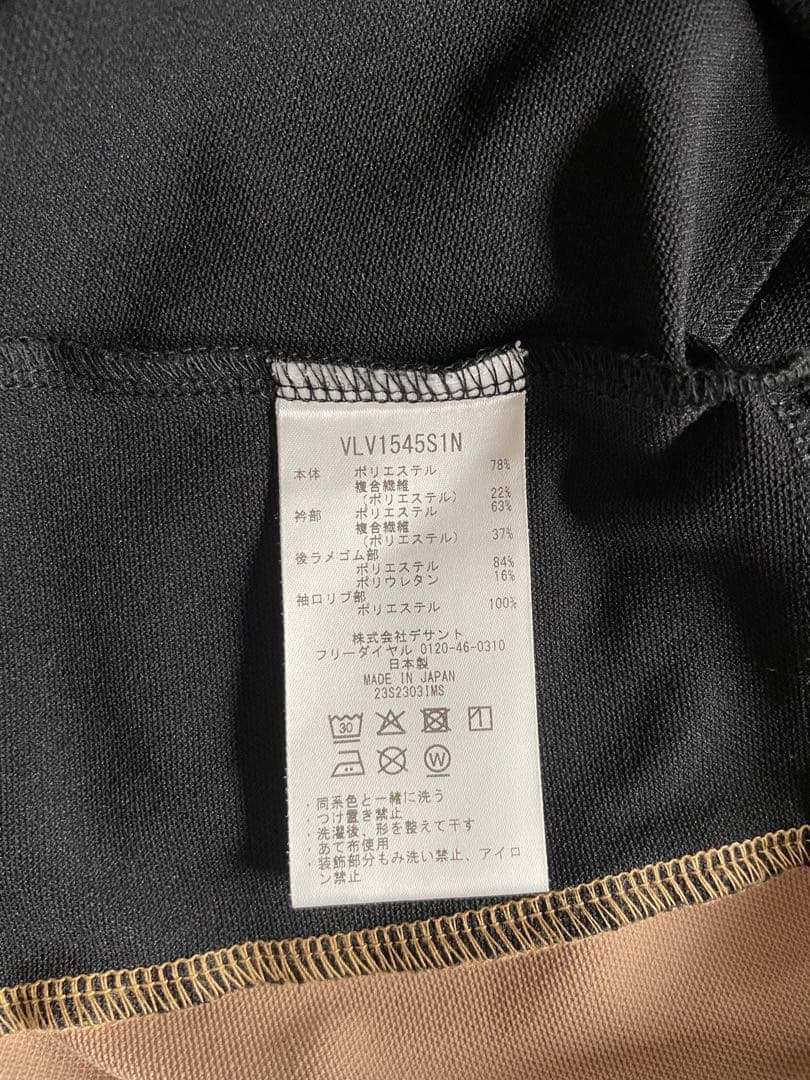 VLV1545S1N
本体 ポリエステル 78%
複合繊維
(ポリエステル) 22%
衿部 ポリエステル 63%
複合繊維
(ポリエステル) 37%
後ラメゴム部
ポリエステル 84%
ポリウレタン 16%
袖口リブ部
ポリエステル 100%
株式会社デサント
フリーダイヤル 0120-46-0310
日本製
MADE IN JAPAN
23S2303IMS
30
W
・同系色と一緒に洗う
・つけ置き禁止
・洗濯後、形を整えて干す
・あて布使用
・装飾部分もみ洗い禁止、アイロ
ン禁止